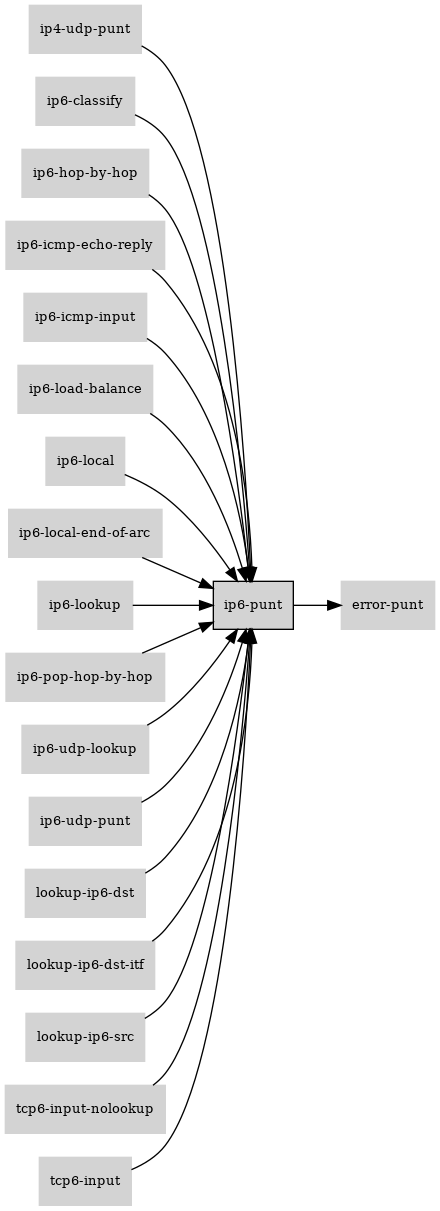 ip4-udp-punt
ip6-classify
ip6-hop-by-hop
ip6-icmp-echo-reply
ip6-icmp-input
ip6-load-balance
ip6-local
ip6-local-end-of-arc
ip6-lookup
ip6-punt
error-punt
ip6-pop-hop-by-hop
ip6-udp-lookup
ip6-udp-punt
lookup-ip6-dst
lookup-ip6-dst-itf
lookup-ip6-src
tcp6-input-nolookup
tcp6-input